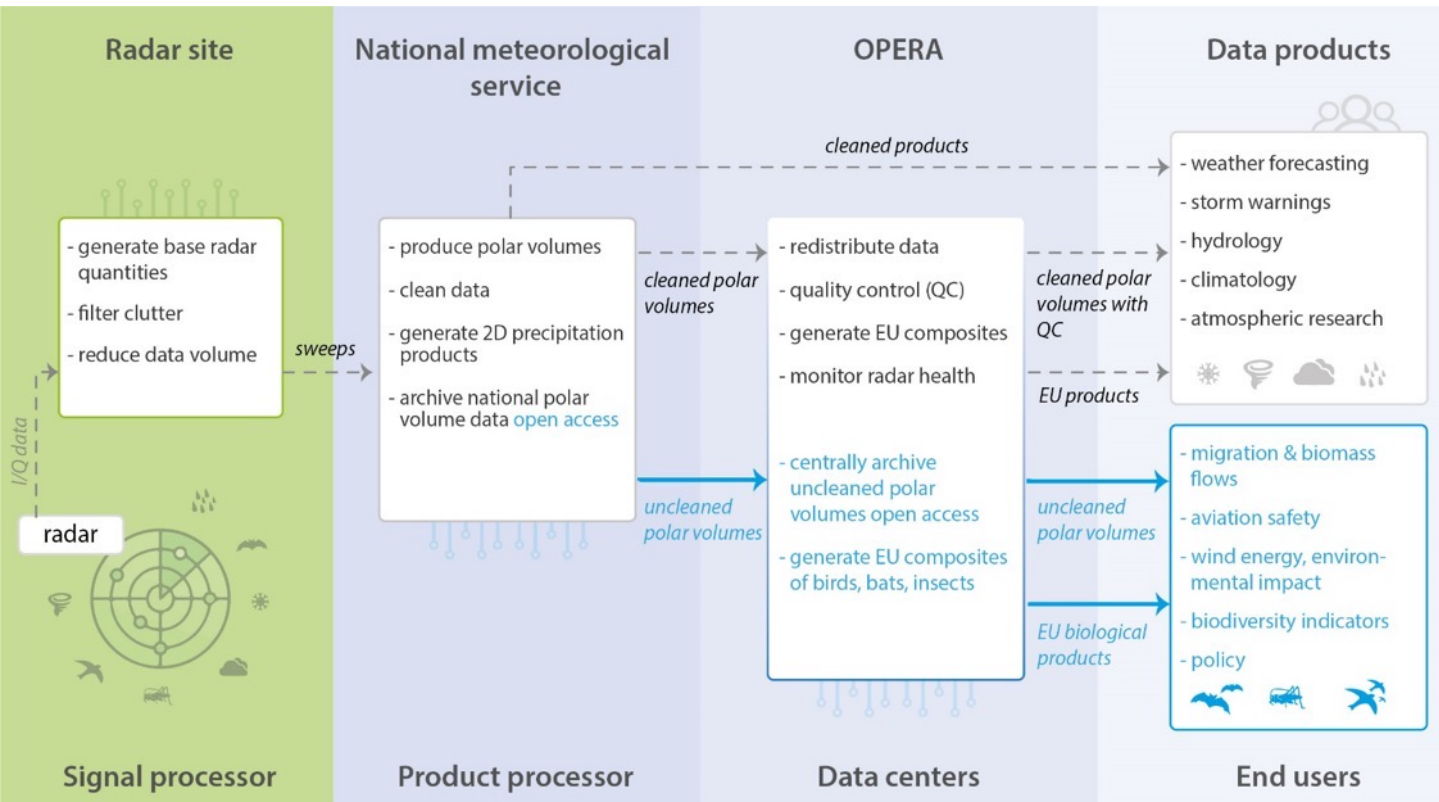 Radar site
National meteorological
service
OPERA
Data products
cleaned products
- generate base radar
quantities
- filter clutter
- reduce data volume
sweeps
I/Q data
radar
- produce polar volumes
- clean data
- generate 2D precipitation
products
- archive national polar
volume data open access
cleaned polar
volumes
uncleaned
polar volumes
- redistribute data
- quality control (QC)
- generate EU composites
- monitor radar health
- centrally archive
uncleaned polar
volumes open access
- generate EU composites
of birds, bats, insects
cleaned polar
volumes with
QC
EU products
uncleaned
polar volumes
EU biological
products
- weather forecasting
- storm warnings
- hydrology
- climatology
- atmospheric research
- migration & biomass
flows
- aviation safety
- wind energy, environ-
mental impact
- biodiversity indicators
- policy
Signal processor
Product processor
Data centers
End users